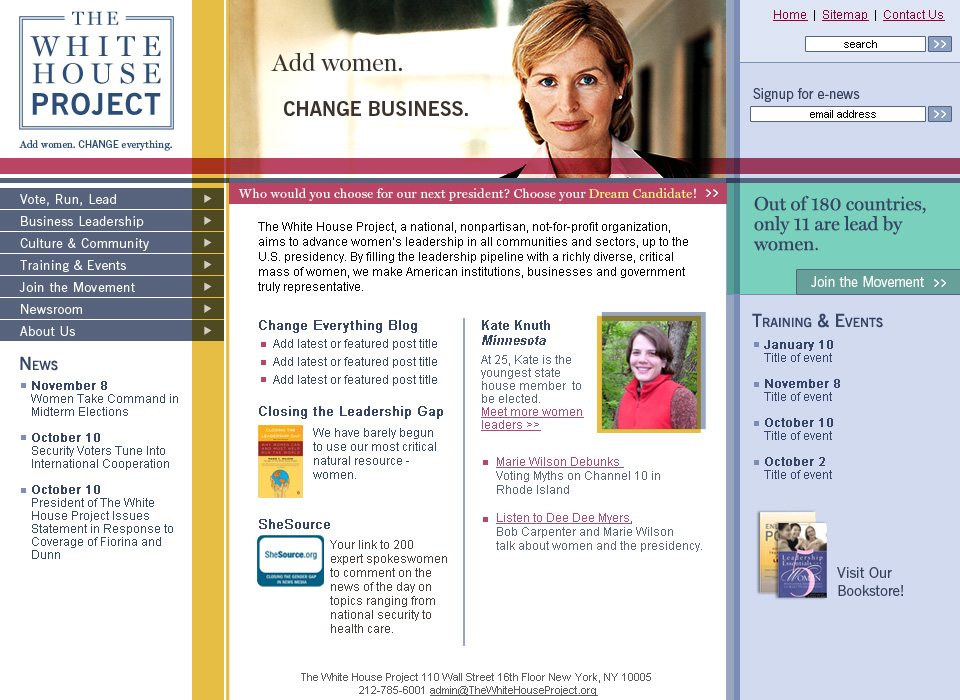 THE
WHITE
HOUSE
PROJECT
Add women. CHANGE everything.
Add women.
CHANGE BUSINESS.
Home | Sitemap | Contact Us
search >>
Signup for e-news
email address >>
Vote, Run, Lead
Business Leadership
Culture & Community
Training & Events
Join the Movement
Newsroom
About Us
NEWS
November 8
Women Take Command in
Midterm Elections
October 10
Security Voters Tune Into
International Cooperation
October 10
President of The White
House Project Issues
Statement in Response to
Coverage of Fiorina and
Dunn
Who would you choose for our next president? Choose your Dream Candidate! >>
The White House Project, a national, nonpartisan, not-for-profit organization,
aims to advance women's leadership in all communities and sectors, up to the
U.S. presidency. By filling the leadership pipeline with a richly diverse, critical
mass of women, we make American institutions, businesses and government
truly representative.
Change Everything Blog
Add latest or featured post title
Add latest or featured post title
Add latest or featured post title
Closing the Leadership Gap
CLOSING THE
LEADERSHIP GAP
We have barely begun
to use our most critical
natural resource -
women.
SheSource
SheSource.org
CLOSING THE GENDER GAP
IN NEWS MEDIA
Your link to 200
expert spokeswomen
to comment on the
news of the day on
topics ranging from
national security to
health care.
Kate Knuth
Minnesota
At 25, Kate is the
youngest state
house member to
be elected.
Meet more women
leaders >>
Marie Wilson Debunks
Voting Myths on Channel 10 in
Rhode Island
Listen to Dee Dee Myers,
Bob Carpenter and Marie Wilson
talk about women and the presidency.
Out of 180 countries,
only 11 are lead by
women.
Join the Movement >>
TRAINING & EVENTS
January 10
Title of event
November 8
Title of event
October 10
Title of event
October 2
Title of event
Leadership
Essentials
WOMEN
5
Visit Our
Bookstore!
The White House Project 110 Wall Street 16th Floor New York, NY 10005
212-785-6001 admin@TheWhiteHouseProject.org